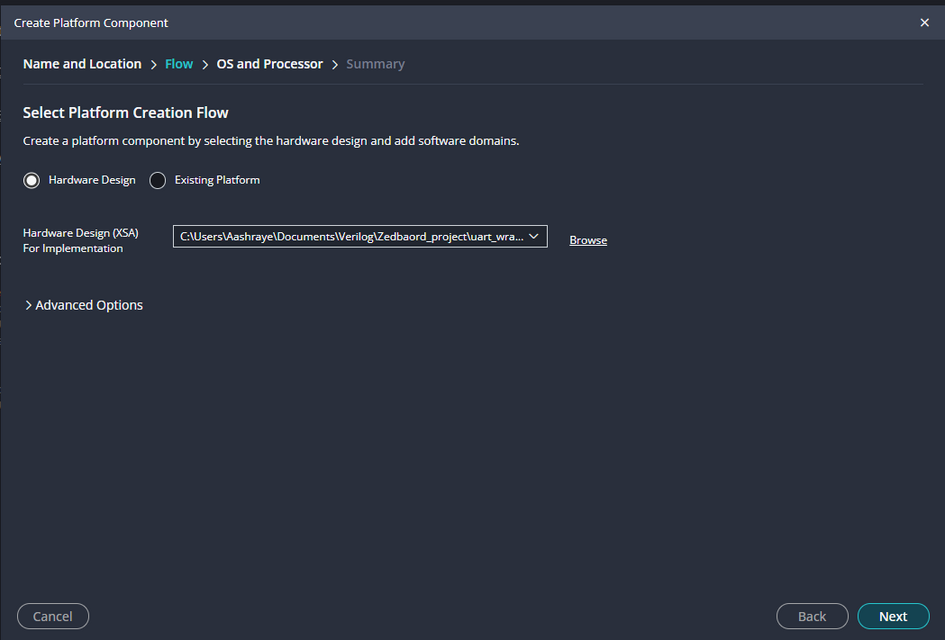 Create Platform Component
Name and Location > Flow > OS and Processor > Summary
Select Platform Creation Flow
Create a platform component by selecting the hardware design and add software domains.
Hardware Design Existing Platform
Hardware Design (XSA)
For Implementation
C:\Users\Aashraye\Documents\Verilog\Zedbaord_project\uart_wra...
Browse
Advanced Options
Cancel
Back
Next